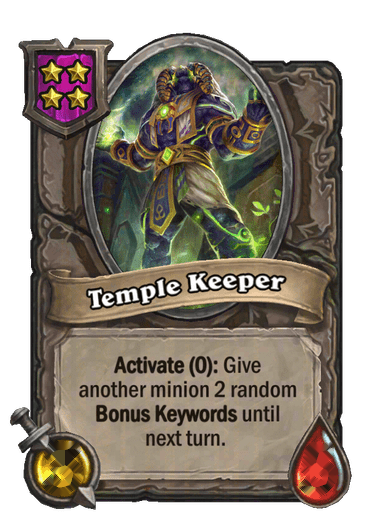 Temple Keeper
Activate (0): Give
another minion 2 random
Bonus Keywords until
next turn.